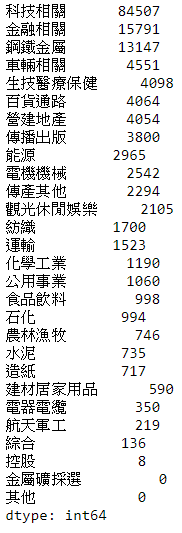 科技相關 84507
金融相關 15791
鋼鐵金屬 13147
車輛相關 4551
生技醫療保健 4098
百貨通路 4064
營建地產 4054
傳播出版 3800
能源 2965
電機機械 2542
傳產其他 2294
觀光休閒娛樂 2105
紡織 1700
運輸 1523
化學工業 1190
公用事業 1060
食品飲料 998
石化 994
農林漁牧 746
水泥 735
造紙 717
建材居家用品 590
電器電纜 350
航天軍工 219
綜合 136
控股 8
金屬礦採選 0
其他 0
dtype: int64